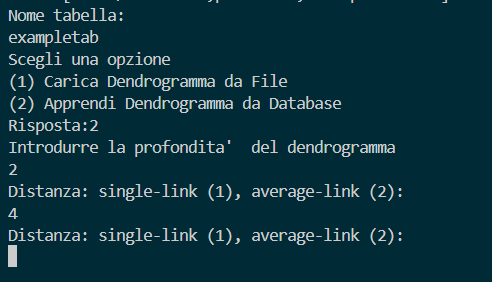 Nome tabella:
exampletab
Scegli una opzione
(1) Carica Dendrogramma da File
(2) Apprendi Dendrogramma da Database
Risposta:2
Introdurre la profondita'  del dendrogramma
2
Distanza: single-link (1), average-link (2):
4
Distanza: single-link (1), average-link (2):